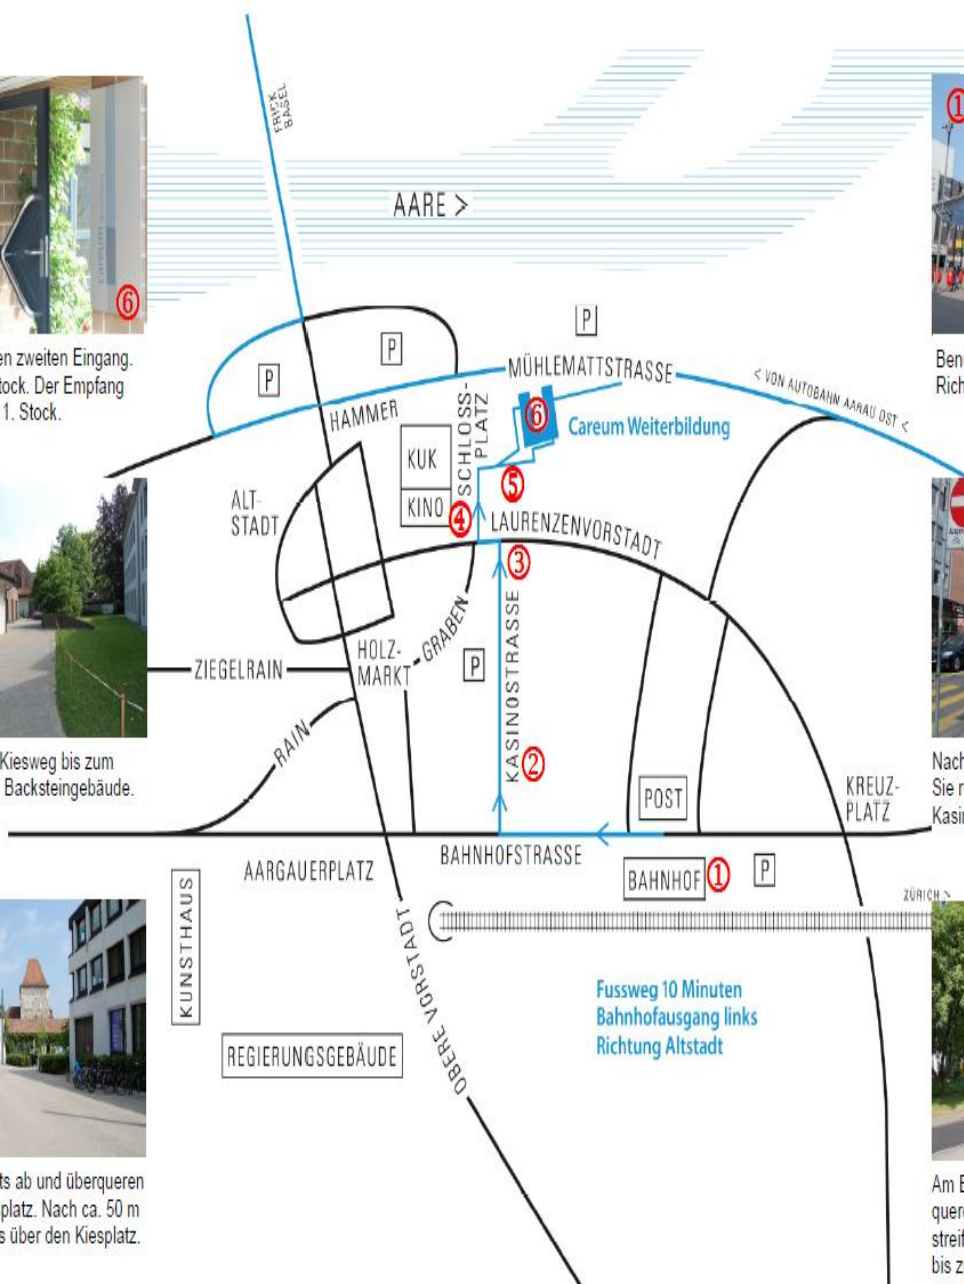 FRICK
BASEL
AARE >
①
careum
⑥
en zweiten Eingang.
tock. Der Empfang
1. Stock.
P
P
P
MÜHLEMATTSTRASSE
< VON AUTOBAHN AARAU OST <
Ben
Rich
HAMMER
SCHLOSS-
PLATZ
⑥
Careum Weiterbildung
KUK
KINO
ALT-
STADT
④
⑤
LAURENZENVORSTADT
③
ZIEGELRAIN
HOLZ-
MARKT
GRABEN
P
KASINOSTRASSE
②
RAIN
Kiesweg bis zum
Backsteingebäude.
POST
KREUZ-
PLATZ
Nach
Sie n
Kasin
AARGAUERPLATZ
BAHNHOFSTRASSE
BAHNHOF
①
P
ZÜRICH >
KUNSTHAUS
OBERE VORSTADT
Fussweg 10 Minuten
Bahnhofausgang links
Richtung Altstadt
REGIERUNGSGEBÄUDE
ts ab und überqueren
platz. Nach ca. 50 m
s über den Kiesplatz.
Am B
quer
streif
bis z